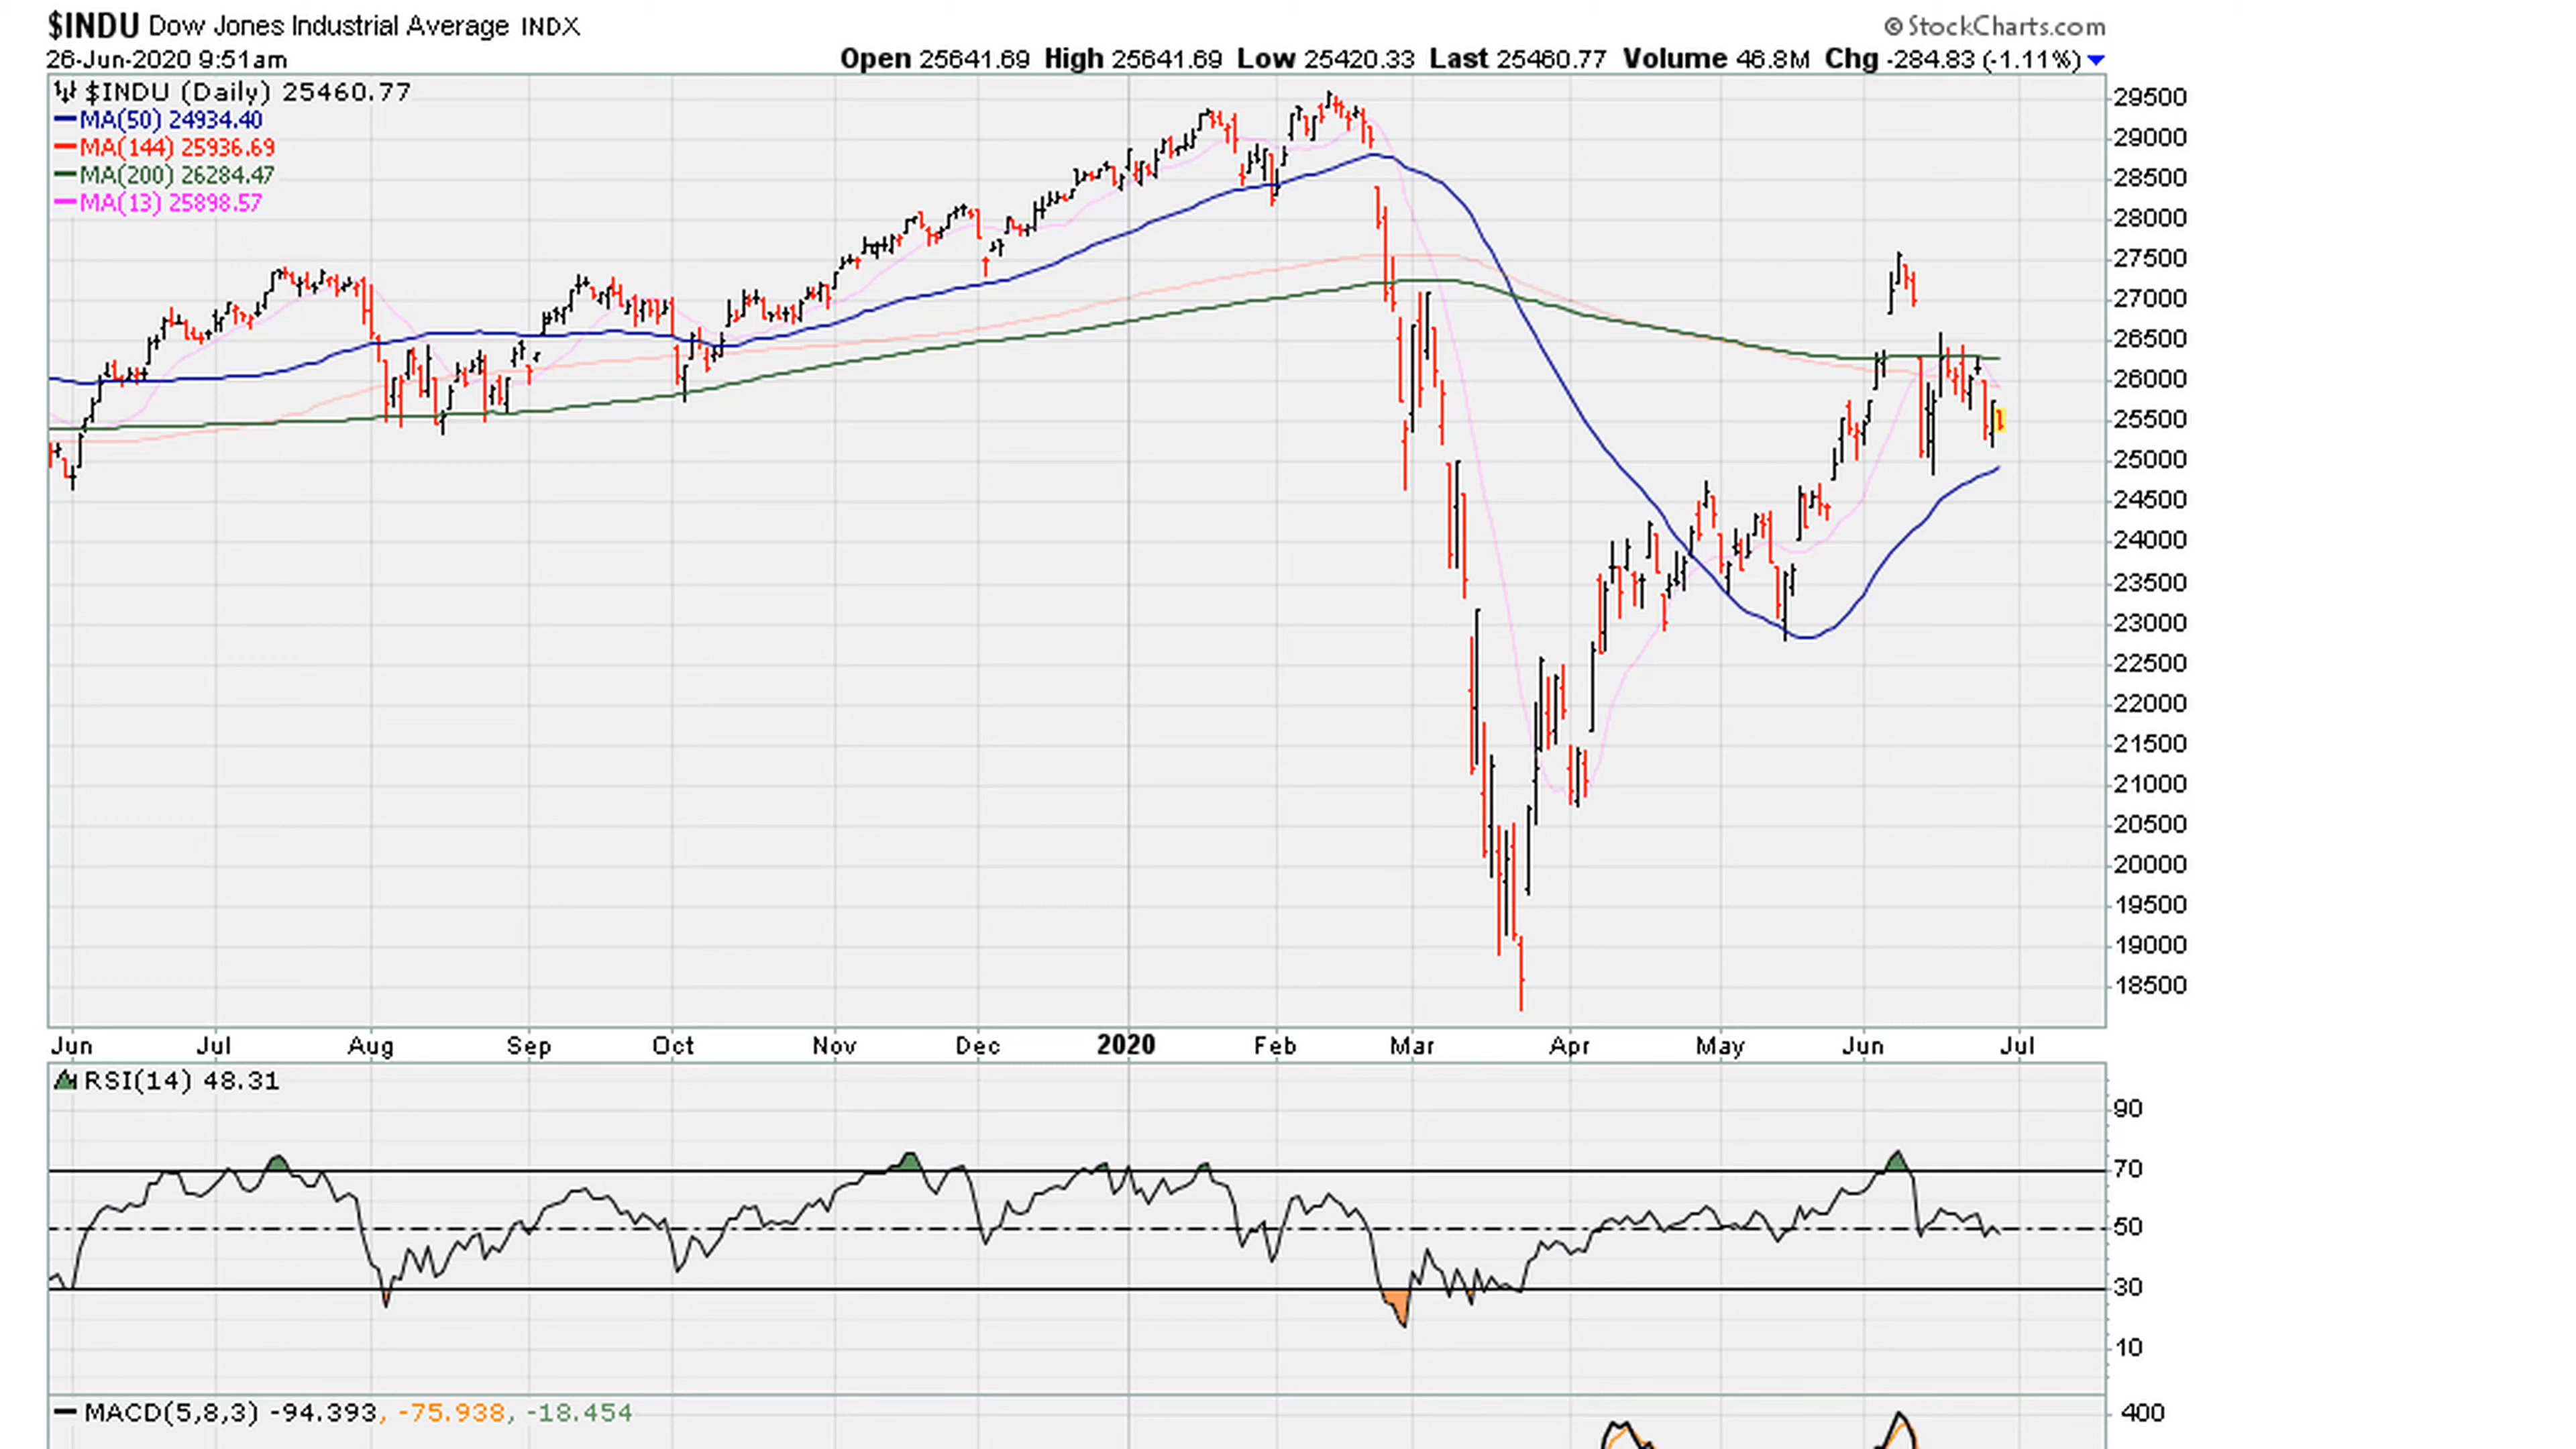 $INDU Dow Jones Industrial Average INDX
© StockCharts.com
26-Jun-2020 9:51am
Open 25641.69 High 25641.69 Low 25420.33 Last 25460.77 Volume 46.8M Chg -284.83 (-1.11%)
$INDU (Daily) 25460.77
MA(50) 24934.40
MA(144) 25936.69
MA(200) 26284.47
MA(13) 25898.57
29500
29000
28500
28000
27500
27000
26500
26000
25500
25000
24500
24000
23500
23000
22500
22000
21500
21000
20500
20000
19500
19000
18500
Jun Jul Aug Sep Oct Nov Dec 2020 Feb Mar Apr May Jun Jul
RSI(14) 48.31
90
70
50
30
10
MACD(5,8,3) -94.393, -75.938, -18.454
400